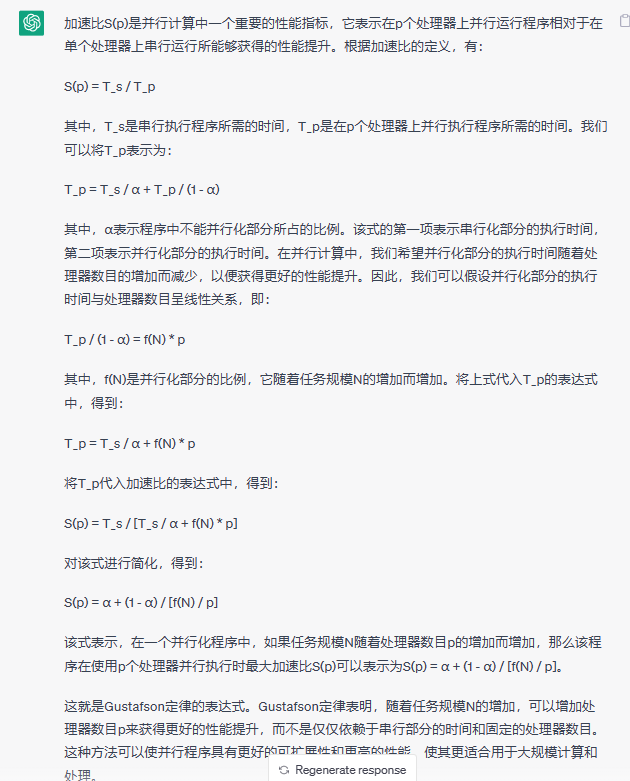 加速比S(p)是并行计算中一个重要的性能指标，它表示在p个处理器上并行运行程序相对于在
单个处理器上串行运行所能够获得的性能提升。根据加速比的定义，有：
S(p) = T_s / T_p
其中，T_s是串行执行程序所需的时间，T_p是在p个处理器上并行执行程序所需的时间。我们
可以将T_p表示为：
T_p = T_s / α + T_p / (1 - α)
其中，α表示程序中不能并行化部分所占的比例。该式的第一项表示串行化部分的执行时间，
第二项表示并行化部分的执行时间。在并行计算中，我们希望并行化部分的执行时间随着处
理器数目的增加而减少，以便获得更好的性能提升。因此，我们可以假设并行化部分的执行
时间与处理器数目呈线性关系，即：
T_p / (1 - α) = f(N) * p
其中，f(N)是并行化部分的比例，它随着任务规模N的增加而增加。将上式代入T_p的表达式
中，得到：
T_p = T_s / α + f(N) * p
将T_p代入加速比的表达式中，得到：
S(p) = T_s / [T_s / α + f(N) * p]
对该式进行简化，得到：
S(p) = α + (1 - α) / [f(N) / p]
该式表示，在一个并行化程序中，如果任务规模N随着处理器数目p的增加而增加，那么该程
序在使用p个处理器并行执行时最大加速比S(p)可以表示为S(p) = α + (1 - α) / [f(N) / p]。
这就是Gustafson定律的表达式。Gustafson定律表明，随着任务规模N的增加，可以增加处
理器数目p来获得更好的性能提升，而不是仅仅依赖于串行部分的时间和固定的处理器数目。
这种方法可以使并行程序具有更好的可扩展性和更高的性能，使其更适合用于大规模计算和
处理。
Regenerate response